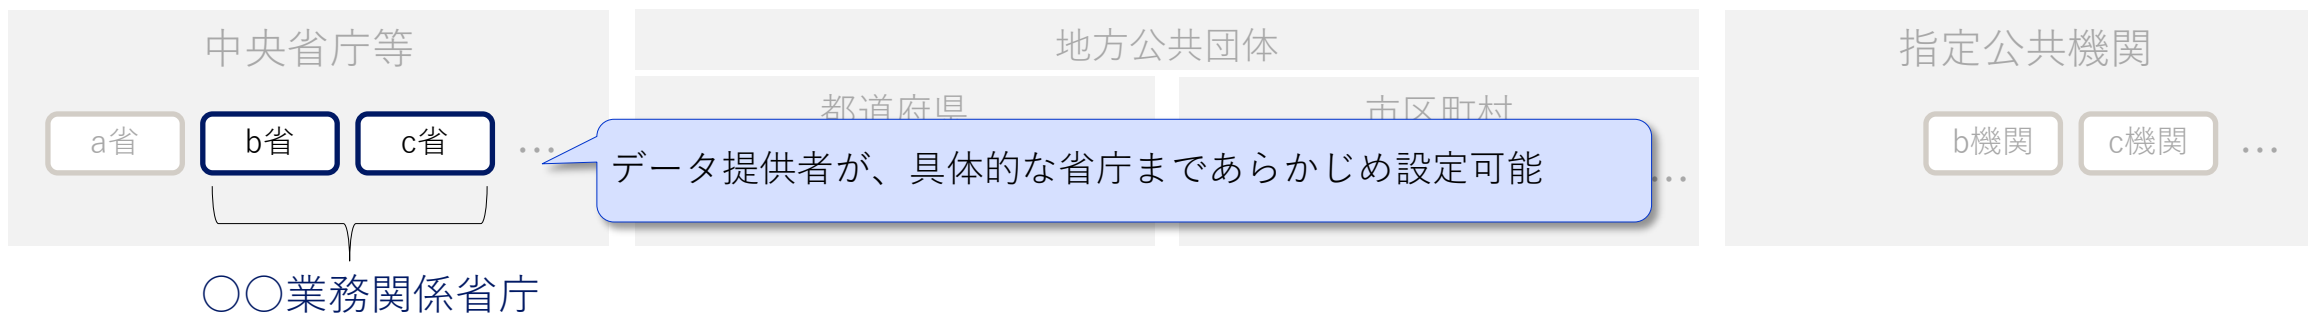 中央省庁等
地方公共団体
指定公共機関
都道府県
市区町村
a省
b省
c省
…
データ提供者が、具体的な省庁まであらかじめ設定可能
…
b機関
c機関
…
〇〇業務関係省庁